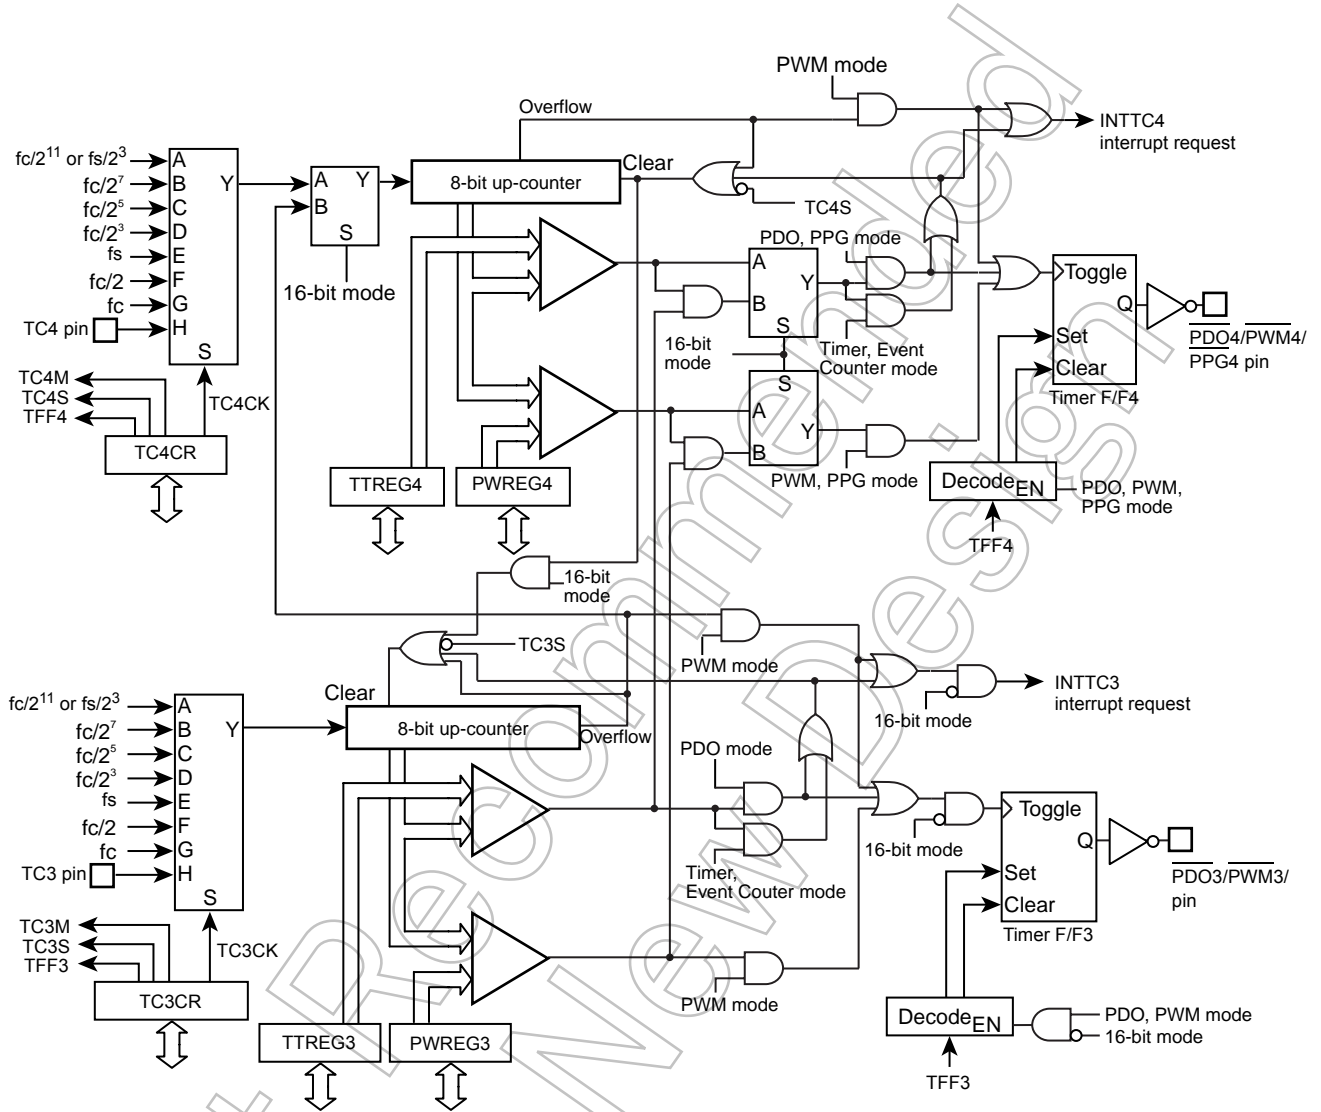 PWM mode
Overflow
INTTC4
interrupt request
fc/2¹¹ or fs/2³
fc/2⁷
fc/2⁵
fc/2³
fs
fc/2
fc
TC4 pin
A
B
C
D
E
F
G
H
Y
S
A
B
Y
S
16-bit mode
8-bit up-counter
Clear
TC4S
PDO, PPG mode
A
B
Y
S
16-bit
mode
Timer, Event
Counter mode
Toggle
Q
Set
Clear
Timer F/F4
PDO4/PWM4/
PPG4 pin
TC4M
TC4S
TFF4
TC4CK
TC4CR
TTREG4
PWREG4
S
A
Y
B
PWM, PPG mode
Decode EN
PDO, PWM,
PPG mode
TFF4
16-bit
mode
TC3S
PWM mode
INTTC3
interrupt request
16-bit mode
Clear
8-bit up-counter
Overflow
fc/2¹¹ or fs/2³
fc/2⁷
fc/2⁵
fc/2³
fs
fc/2
fc
TC3 pin
A
B
C
D
E
F
G
H
Y
S
PDO mode
Timer,
Event Couter mode
16-bit mode
Toggle
Q
Set
Clear
Timer F/F3
PDO3/PWM3/
pin
TC3M
TC3S
TFF3
TC3CK
TC3CR
TTREG3
PWREG3
PWM mode
Decode EN
PDO, PWM mode
16-bit mode
TFF3
Recommended
New Design